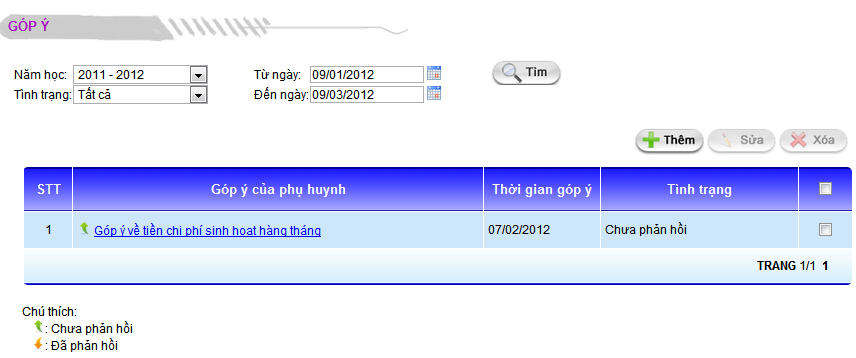 GÓP Ý
Năm học: 2011 - 2012 Từ ngày: 09/01/2012 Tìm
Tình trạng: Tất cả Đến ngày: 09/03/2012
Thêm Sửa Xóa
STT Góp ý của phụ huynh Thời gian góp ý Tình trạng
1 Góp ý về tiền chi phí sinh hoạt hàng tháng 07/02/2012 Chưa phản hồi
TRANG 1/1 1
Chú thích:
: Chưa phản hồi
: Đã phản hồi